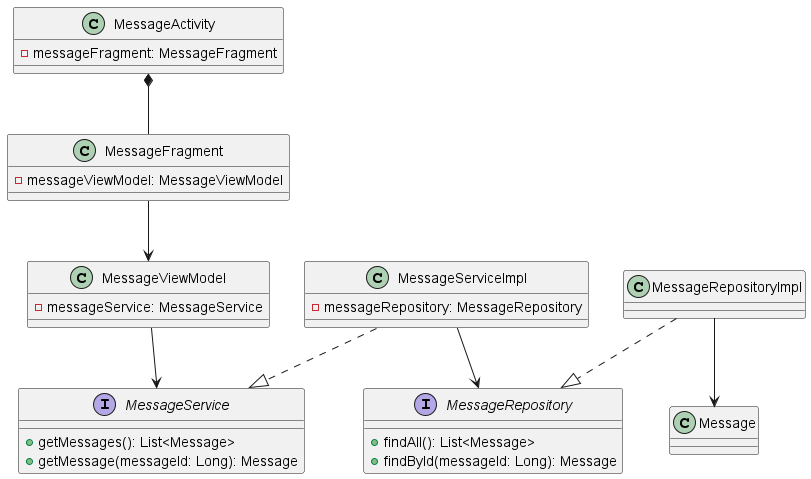 C MessageActivity
messageFragment: MessageFragment
C MessageFragment
messageViewModel: MessageViewModel
C MessageViewModel
messageService: MessageService
C MessageServiceImpl
messageRepository: MessageRepository
C MessageRepositoryImpl
I MessageService
getMessages(): List<Message>
getMessage(messageId: Long): Message
I MessageRepository
findAll(): List<Message>
findById(messageId: Long): Message
C Message